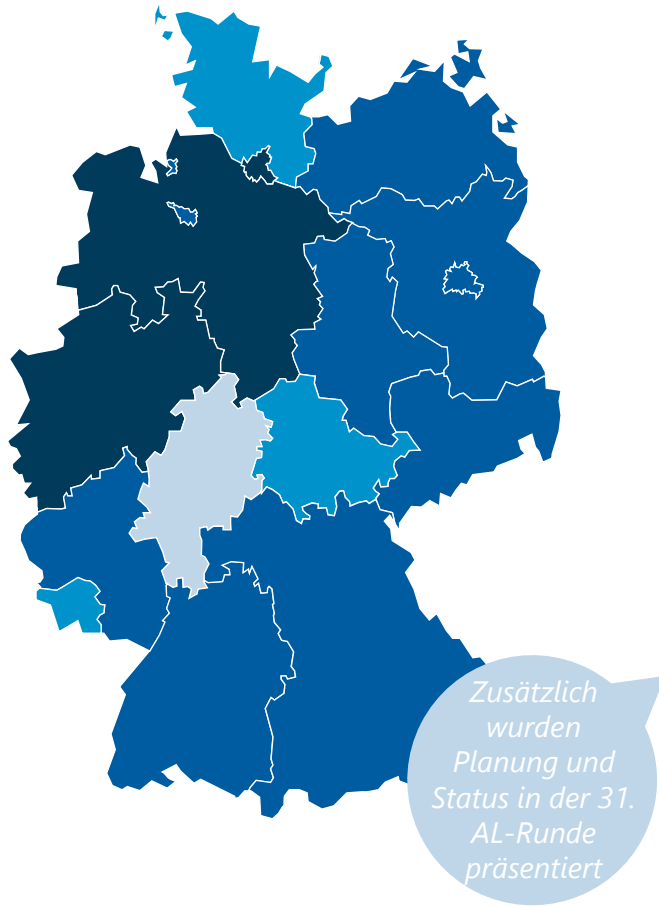 Zusätzlich
wurden
Planung und
Status in der 31.
AL-Runde
präsentiert